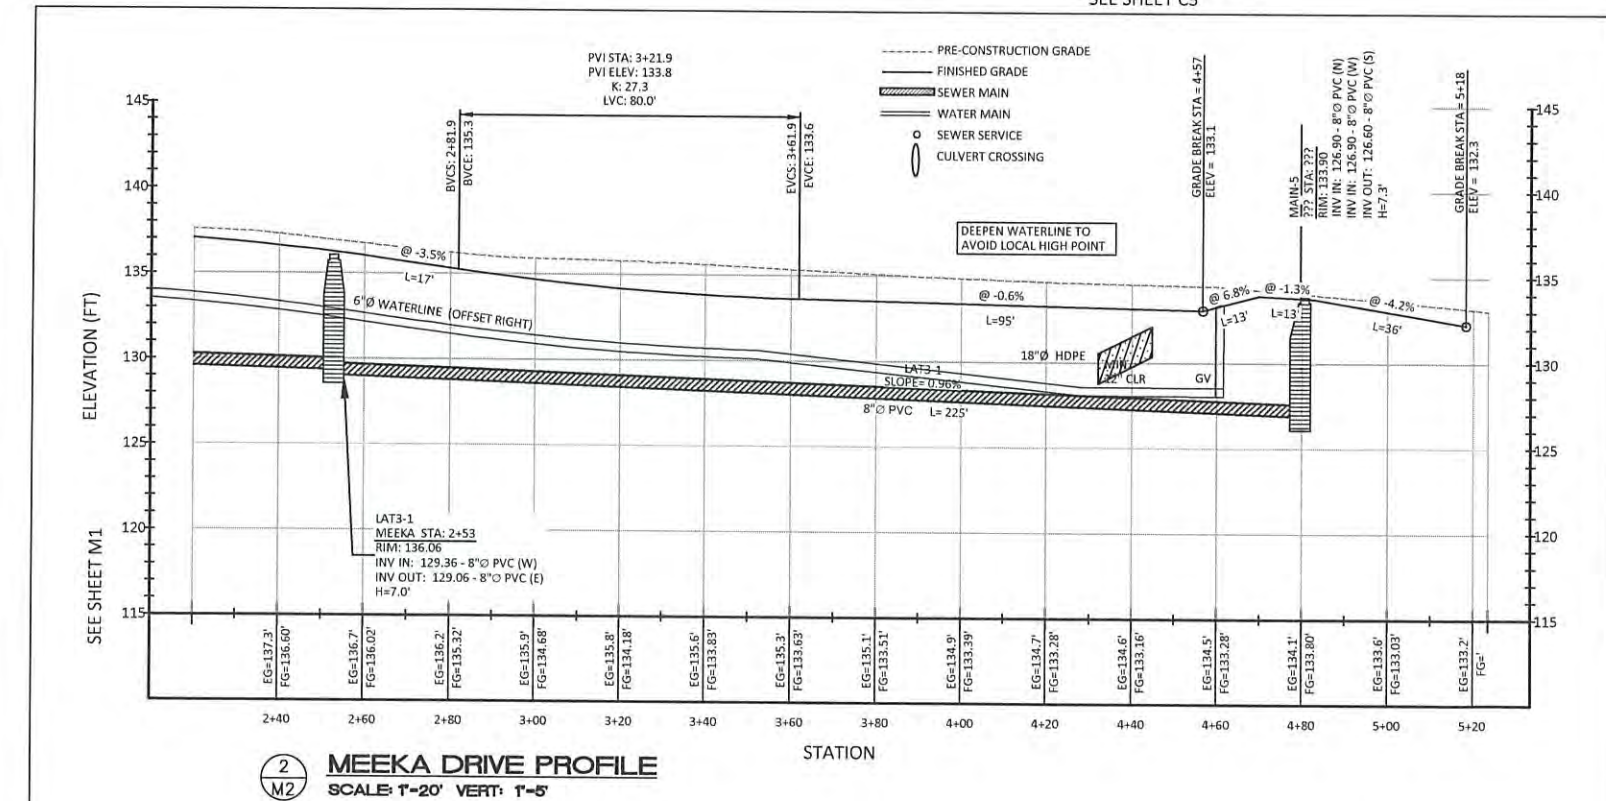 SEE SHEET C3
PRE-CONSTRUCTION GRADE
FINISHED GRADE
SEWER MAIN
WATER MAIN
SEWER SERVICE
CULVERT CROSSING
PVI STA: 3+21.9
PVI ELEV: 133.8
K: 27.3
LVC: 80.0'
BVCS: 2+81.9
BVCE: 135.3
EVCS: 3+61.9
EVCE: 133.6
GRADE BREAK STA = 4+57
ELEV = 133.1
MAIN-5
??? STA: ???
RIM: 133.90
INV IN: 126.90 - 8"Ø PVC (N)
INV IN: 126.90 - 8"Ø PVC (W)
INV OUT: 126.60 - 8"Ø PVC (S)
H=7.3'
GRADE BREAK STA = 5+18
ELEV = 132.3
DEEPEN WATERLINE TO
AVOID LOCAL HIGH POINT
145
140
135
130
125
120
115
ELEVATION (FT)
SEE SHEET M1
145
140
135
130
125
120
115
@ -3.5%
L=17'
6"Ø WATERLINE (OFFSET RIGHT)
@ -0.6%
L=95'
@ 6.8%
L=13'
@ -1.3%
L=13'
@ -4.2%
L=36'
18"Ø HDPE
MIN
12" CLR
GV
LAT3-1
SLOPE= 0.96%
8"Ø PVC L= 225'
LAT3-1
MEEKA STA: 2+53
RIM: 136.06
INV IN: 129.36 - 8"Ø PVC (W)
INV OUT: 129.06 - 8"Ø PVC (E)
H=7.0'
EG=137.3'
FG=136.60'
EG=136.7'
FG=136.02'
EG=136.2'
FG=135.32'
EG=135.9'
FG=134.68'
EG=135.8'
FG=134.18'
EG=135.6'
FG=133.83'
EG=135.3'
FG=133.63'
EG=135.1'
FG=133.51'
EG=134.9'
FG=133.39'
EG=134.7'
FG=133.28'
EG=134.6'
FG=133.16'
EG=134.5'
FG=133.28'
EG=134.1'
FG=133.80'
EG=133.6'
FG=133.03'
EG=133.2'
FG='
2+40 2+60 2+80 3+00 3+20 3+40 3+60 3+80 4+00 4+20 4+40 4+60 4+80 5+00 5+20
STATION
2
M2
MEEKA DRIVE PROFILE
SCALE: 1"-20' VERT: 1"-5'